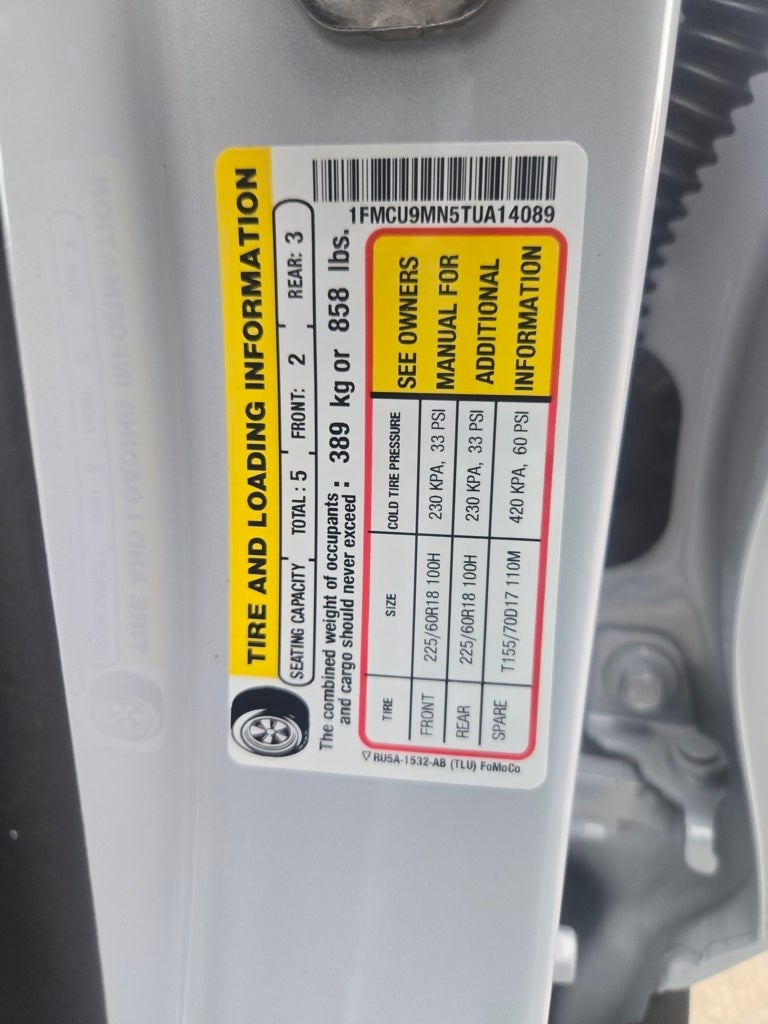 TIRE AND LOADING INFORMATION
SEATING CAPACITY TOTAL: 5 FRONT: 2 REAR: 3
The combined weight of occupants
and cargo should never exceed : 389 kg or 858 lbs.
1FMCU9MN5TUA14089
TIRE SIZE COLD TIRE PRESSURE
FRONT 225/60R18 100H 230 KPA, 33 PSI
REAR 225/60R18 100H 230 KPA, 33 PSI
SPARE T155/70D17 110M 420 KPA, 60 PSI
SEE OWNERS
MANUAL FOR
ADDITIONAL
INFORMATION
RU5A-1532-AB (TLU) FoMoCo